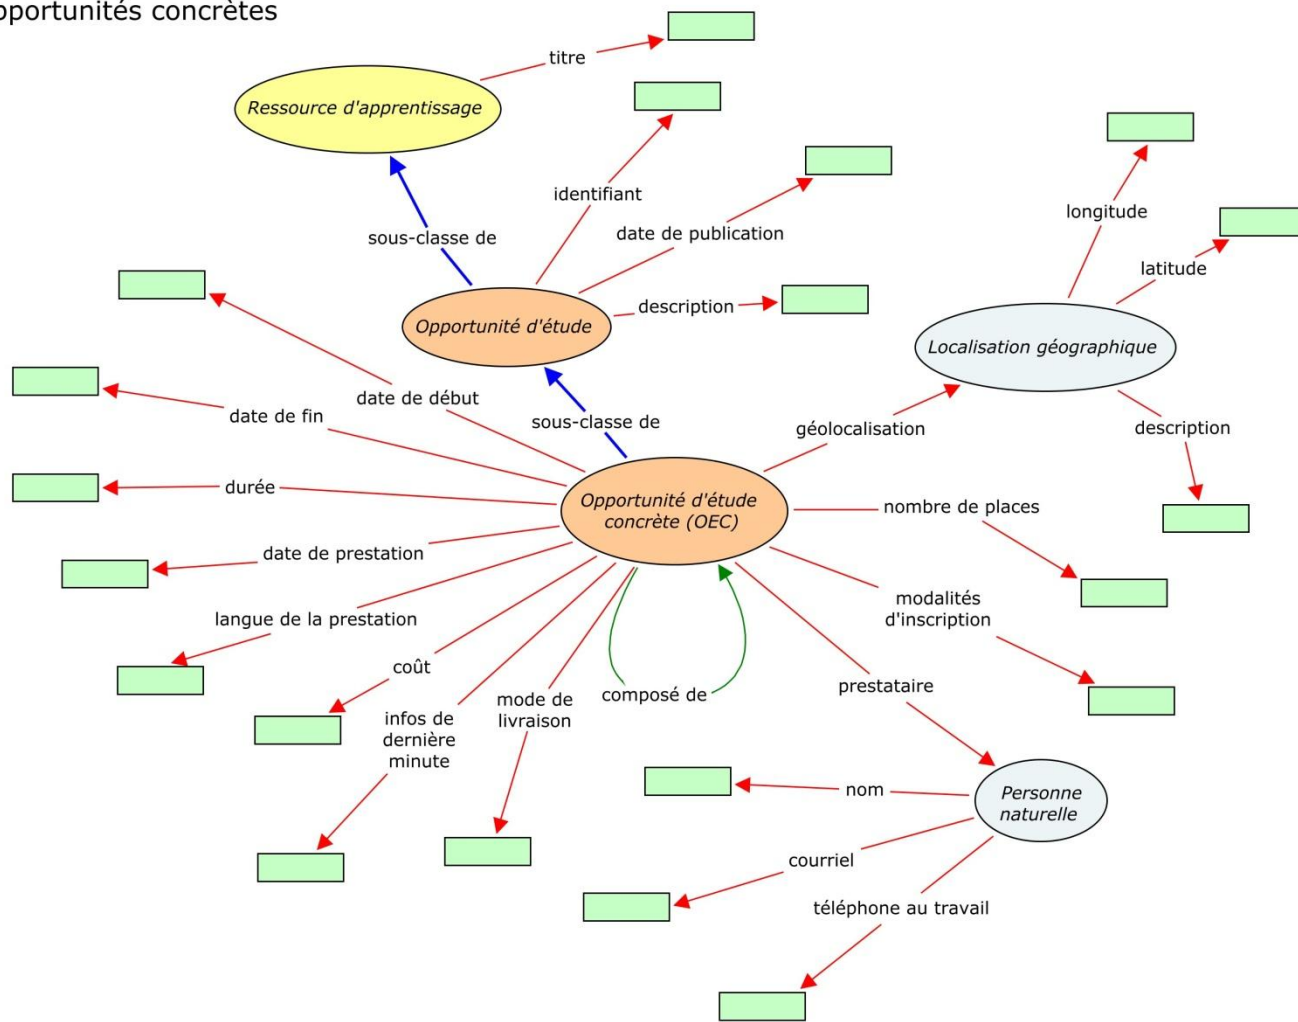 pportunités concrètes
titre
Ressource d'apprentissage
identifiant
date de publication
longitude
sous-classe de
latitude
description
Opportunité d'étude
Localisation géographique
date de début
date de fin
sous-classe de
géolocalisation
description
durée
Opportunité d'étude
concrète (OEC)
nombre de places
date de prestation
modalités
d'inscription
langue de la prestation
coût
prestataire
composé de
mode de
livraison
infos de
dernière
minute
nom
Personne
naturelle
courriel
téléphone au travail